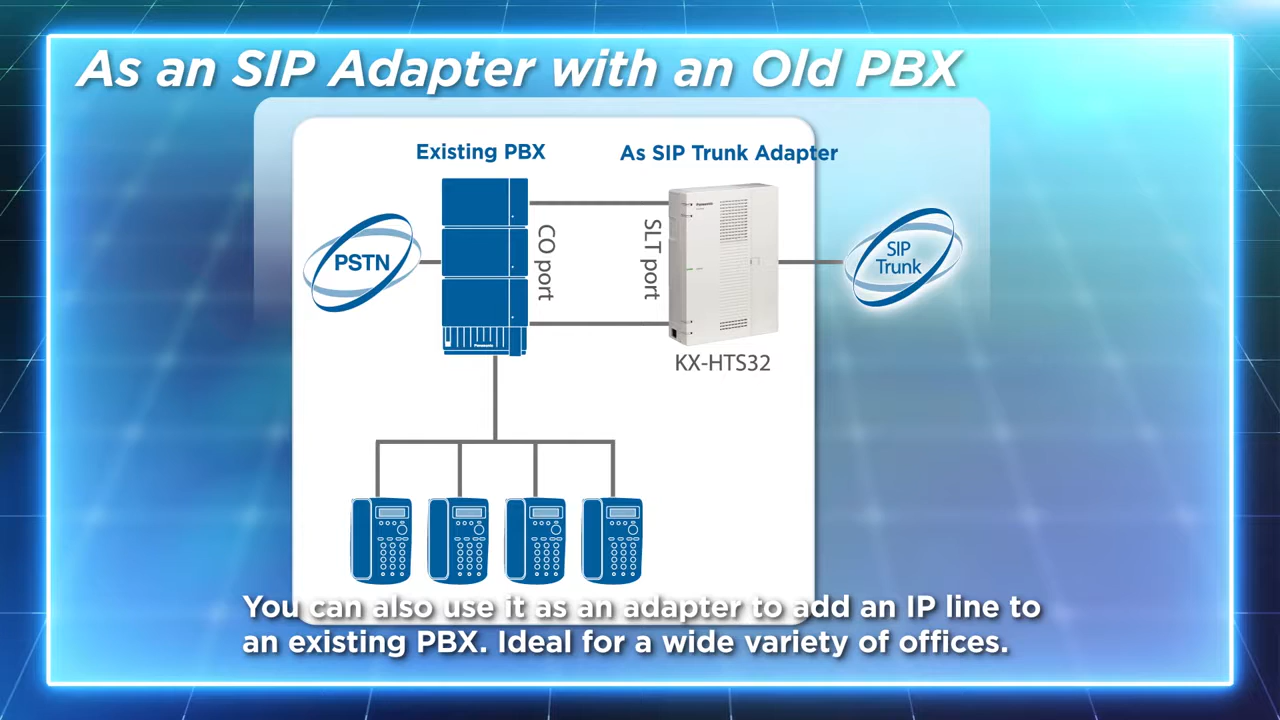 As an SIP Adapter with an Old PBX
Existing PBX
As SIP Trunk Adapter
PSTN
CO port
SLT port
Panasonic
SIP
Trunk
Panasonic
KX-HTS32
You can also use it as an adapter to add an IP line to
an existing PBX. Ideal for a wide variety of offices.